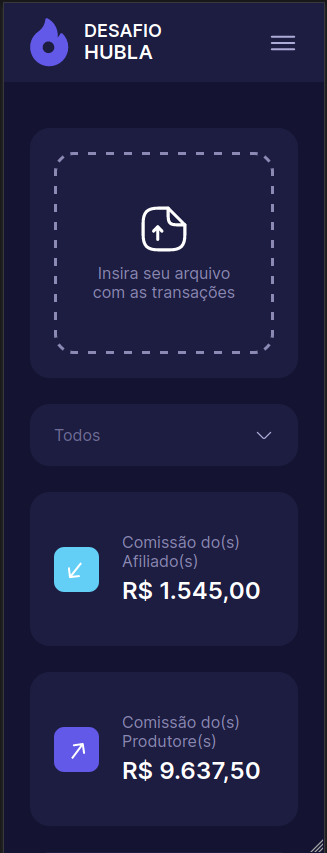 DESAFIO
HUBLA
Insira seu arquivo
com as transações
Todos
Comissão do(s)
Afiliado(s)
R$ 1.545,00
Comissão do(s)
Produtore(s)
R$ 9.637,50